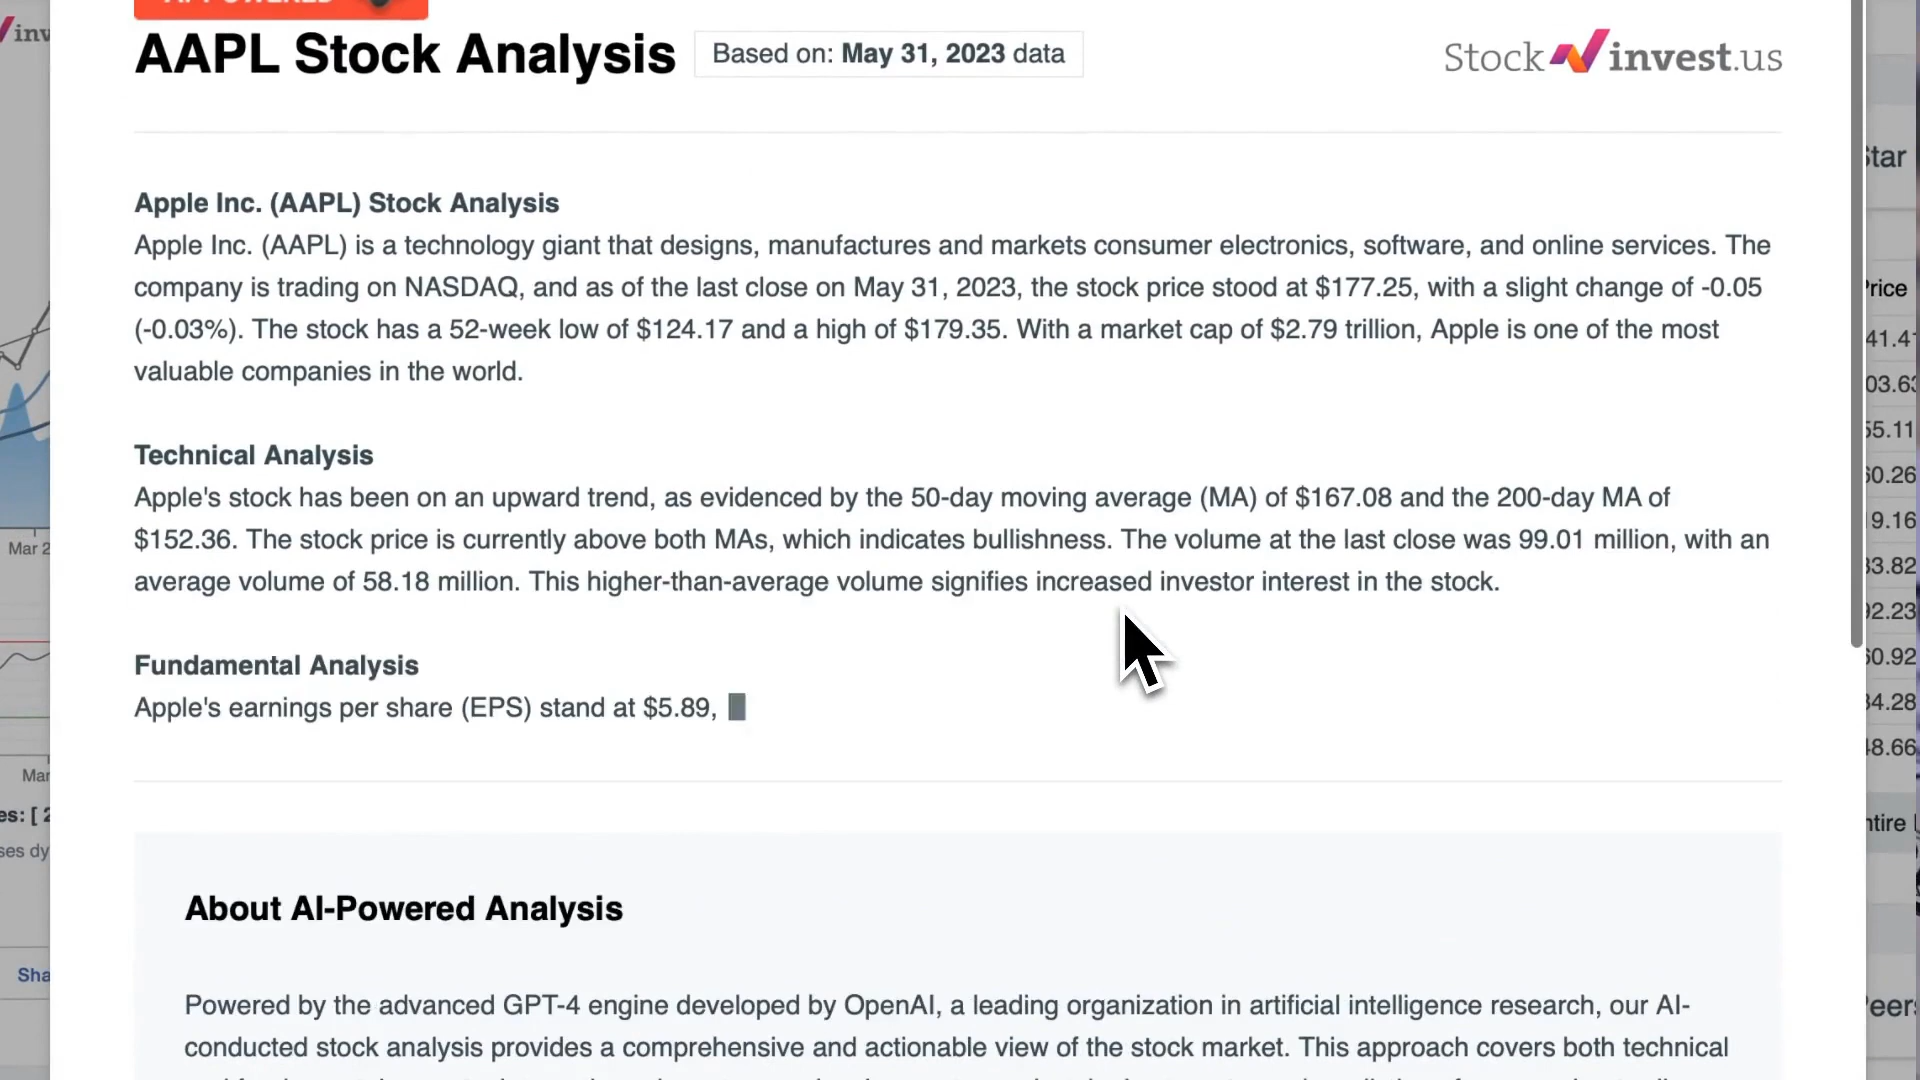 AAPL Stock Analysis
Based on: May 31, 2023 data
Stock invest.us
Apple Inc. (AAPL) Stock Analysis
Apple Inc. (AAPL) is a technology giant that designs, manufactures and markets consumer electronics, software, and online services. The
company is trading on NASDAQ, and as of the last close on May 31, 2023, the stock price stood at $177.25, with a slight change of -0.05
(-0.03%). The stock has a 52-week low of $124.17 and a high of $179.35. With a market cap of $2.79 trillion, Apple is one of the most
valuable companies in the world.
Technical Analysis
Apple's stock has been on an upward trend, as evidenced by the 50-day moving average (MA) of $167.08 and the 200-day MA of
$152.36. The stock price is currently above both MAs, which indicates bullishness. The volume at the last close was 99.01 million, with an
average volume of 58.18 million. This higher-than-average volume signifies increased investor interest in the stock.
Fundamental Analysis
Apple's earnings per share (EPS) stand at $5.89,
About AI-Powered Analysis
Powered by the advanced GPT-4 engine developed by OpenAI, a leading organization in artificial intelligence research, our AI-
conducted stock analysis provides a comprehensive and actionable view of the stock market. This approach covers both technical